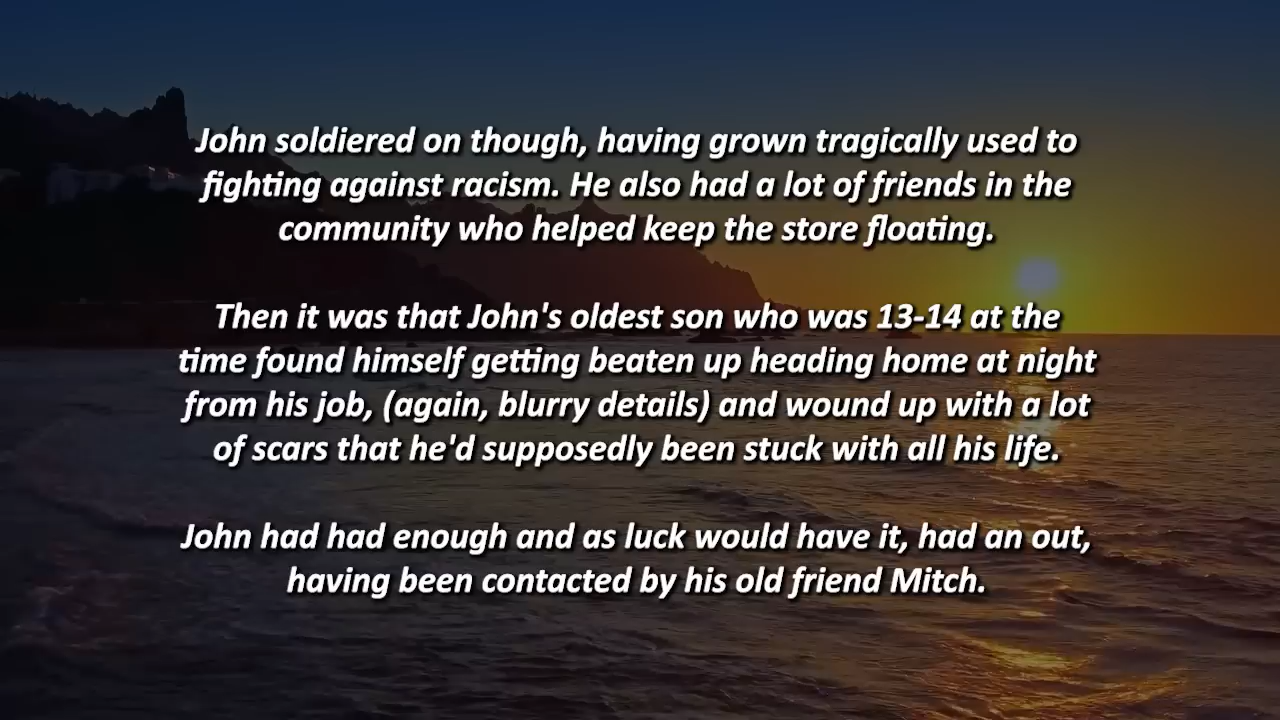 John soldiered on though, having grown tragically used to
fighting against racism. He also had a lot of friends in the
community who helped keep the store floating.
Then it was that John's oldest son who was 13-14 at the
time found himself getting beaten up heading home at night
from his job, (again, blurry details) and wound up with a lot
of scars that he'd supposedly been stuck with all his life.
John had had enough and as luck would have it, had an out,
having been contacted by his old friend Mitch.